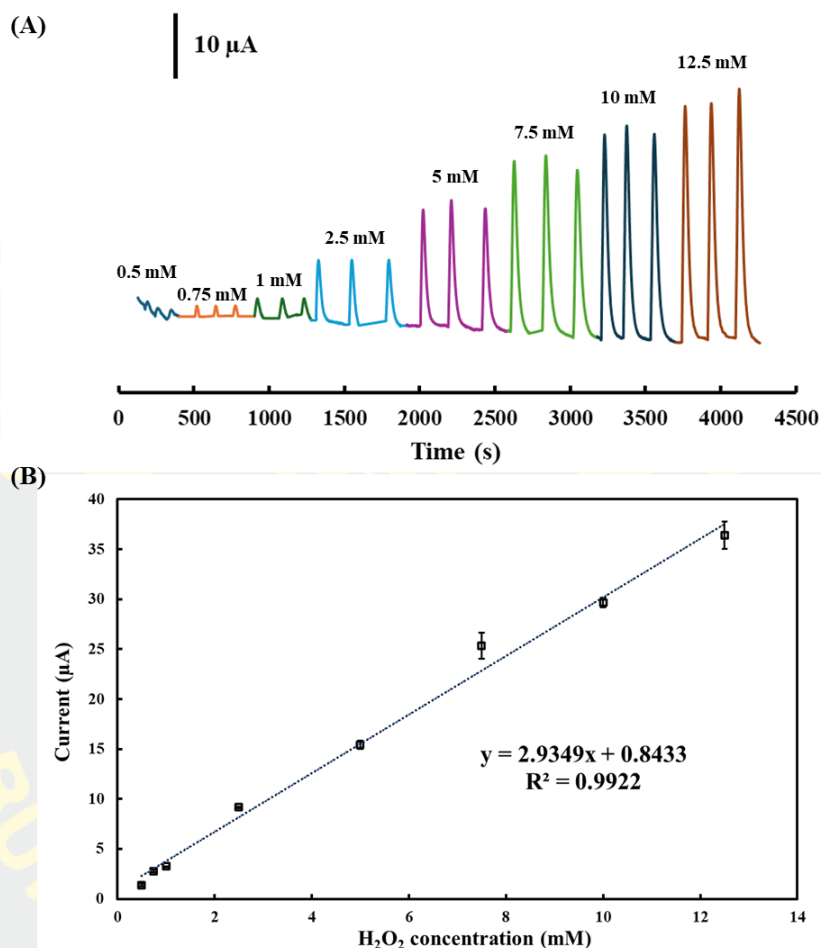 (A)
10 µA
12.5 mM
10 mM
7.5 mM
5 mM
2.5 mM
0.5 mM
0.75 mM
1 mM
0 500 1000 1500 2000 2500 3000 3500 4000 4500
Time (s)
(B)
40
35
30
25
20
15
10
5
0
Current (µA)
y = 2.9349x + 0.8433
R² = 0.9922
0 2 4 6 8 10 12 14
H₂O₂ concentration (mM)